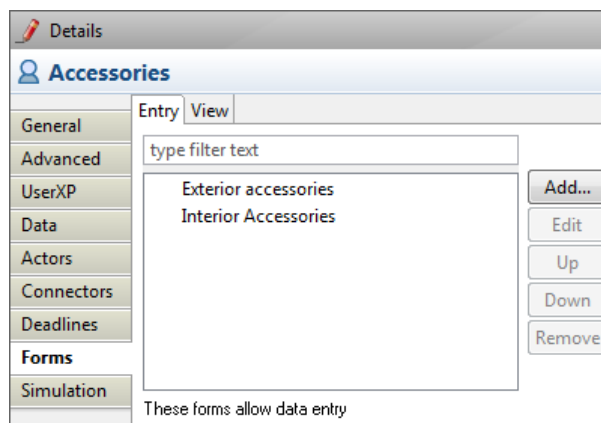 Details
Accessories
General
Advanced
UserXP
Data
Actors
Connectors
Deadlines
Forms
Simulation
Entry View
type filter text
Exterior accessories
Interior Accessories
Add...
Edit
Up
Down
Remove
These forms allow data entry